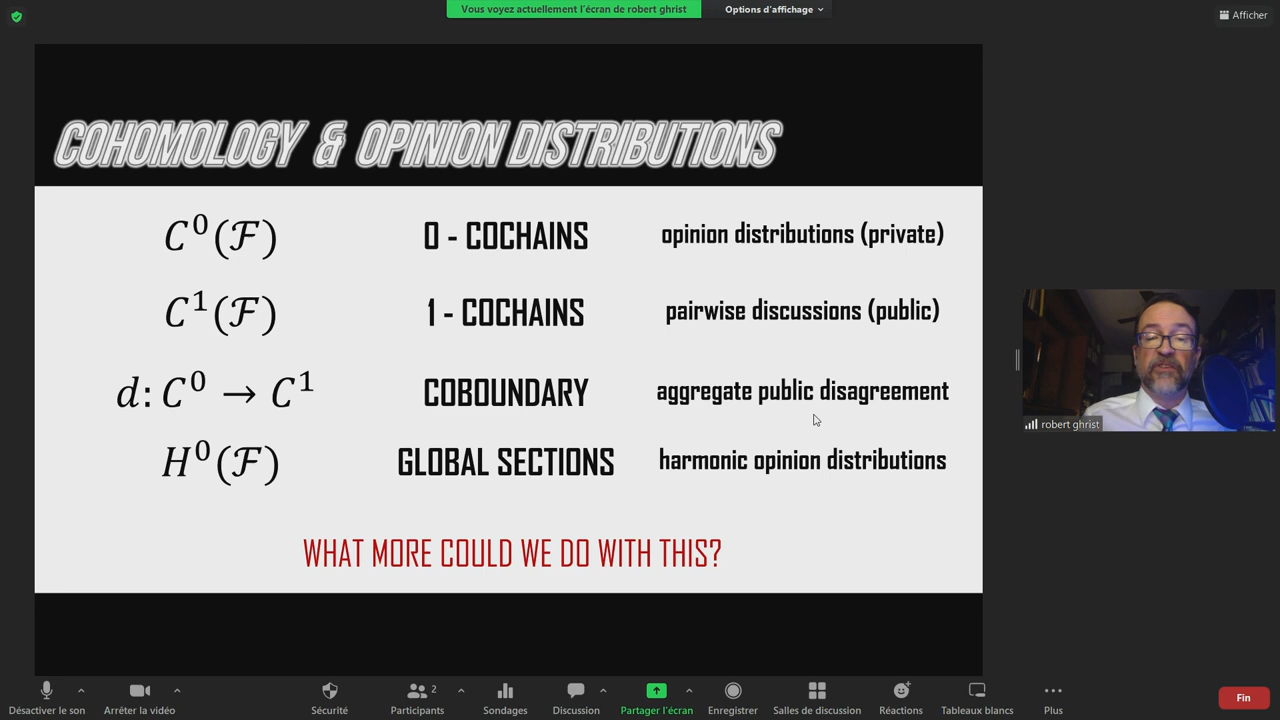 Vous voyez actuellement l'écran de robert ghrist
Options d'affichage
Afficher
COHOMOLOGY & OPINION DISTRIBUTIONS
C⁰(ℱ) 0 - COCHAINS opinion distributions (private)
C¹(ℱ) 1 - COCHAINS pairwise discussions (public)
d: C⁰ → C¹ COBOUNDARY aggregate public disagreement
H⁰(ℱ) GLOBAL SECTIONS harmonic opinion distributions
WHAT MORE COULD WE DO WITH THIS?
robert ghrist
Désactiver le son
Arrêter la vidéo
Sécurité
Participants 2
Sondages
Discussion
Partager l'écran
Enregistrer
Salles de discussion
Réactions
Tableaux blancs
Plus
Fin